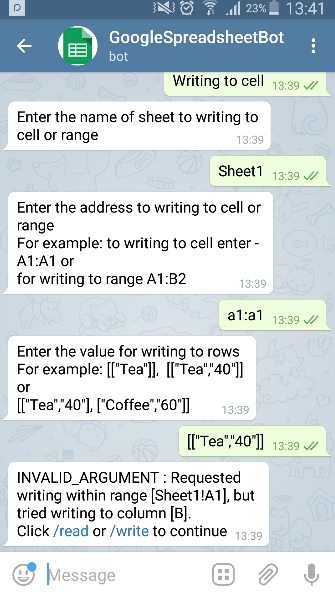 23% 13:41
GoogleSpreadsheetBot
bot
Writing to cell 13:39
Enter the name of sheet to writing to
cell or range 13:39
Sheet1 13:39
Enter the address to writing to cell or
range
For example: to writing to cell enter -
A1:A1 or
for writing to range A1:B2 13:39
a1:a1 13:39
Enter the value for writing to rows
For example: [["Tea"]], [["Tea","40"]]
or
[["Tea","40"], ["Coffee","60"]] 13:39
[["Tea","40"]] 13:39
INVALID_ARGUMENT : Requested
writing within range [Sheet1!A1], but
tried writing to column [B].
Click /read or /write to continue 13:39
Message